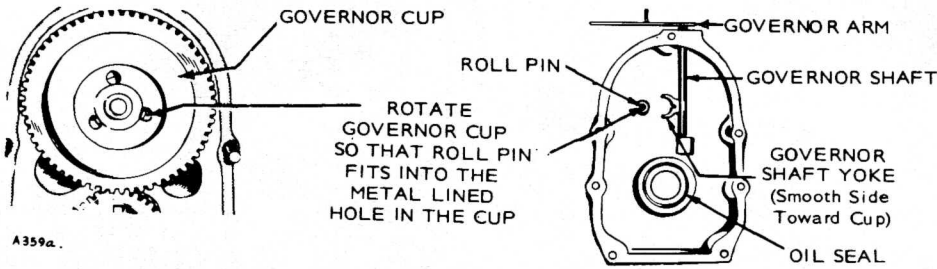 GOVERNOR CUP
ROTATE
GOVERNOR CUP
SO THAT ROLL PIN
FITS INTO THE
METAL LINED
HOLE IN THE CUP
A359a.
ROLL PIN
GOVERNOR ARM
GOVERNOR SHAFT
GOVERNOR
SHAFT YOKE
(Smooth Side
Toward Cup)
OIL SEAL